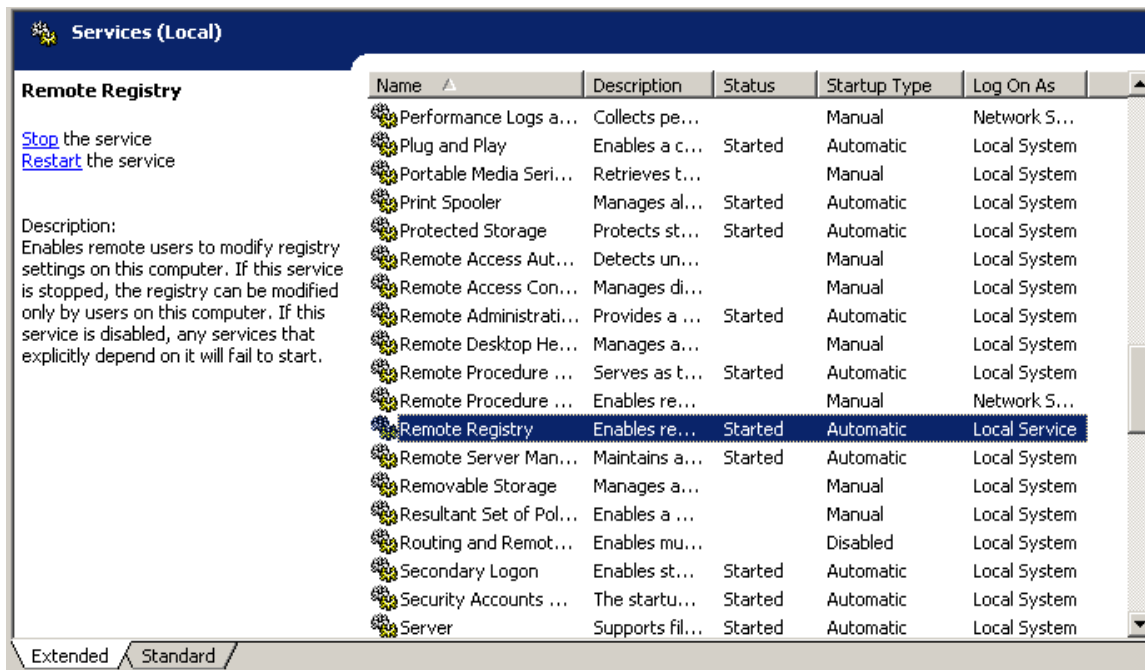 Services (Local)
Remote Registry
Stop the service
Restart the service
Description:
Enables remote users to modify registry
settings on this computer. If this service
is stopped, the registry can be modified
only by users on this computer. If this
service is disabled, any services that
explicitly depend on it will fail to start.
Name Description Status Startup Type Log On As
Performance Logs a... Collects pe... Manual Network S...
Plug and Play Enables a c... Started Automatic Local System
Portable Media Seri... Retrieves t... Manual Local System
Print Spooler Manages al... Started Automatic Local System
Protected Storage Protects st... Started Automatic Local System
Remote Access Aut... Detects un... Manual Local System
Remote Access Con... Manages di... Manual Local System
Remote Administrati... Provides a ... Started Automatic Local System
Remote Desktop He... Manages a... Manual Local System
Remote Procedure ... Serves as t... Started Automatic Local System
Remote Procedure ... Enables re... Manual Network S...
Remote Registry Enables re... Started Automatic Local Service
Remote Server Man... Maintains a... Started Automatic Local System
Removable Storage Manages a... Manual Local System
Resultant Set of Pol... Enables a ... Manual Local System
Routing and Remot... Enables mu... Disabled Local System
Secondary Logon Enables st... Started Automatic Local System
Security Accounts ... The startu... Started Automatic Local System
Server Supports fil... Started Automatic Local System
Extended Standard